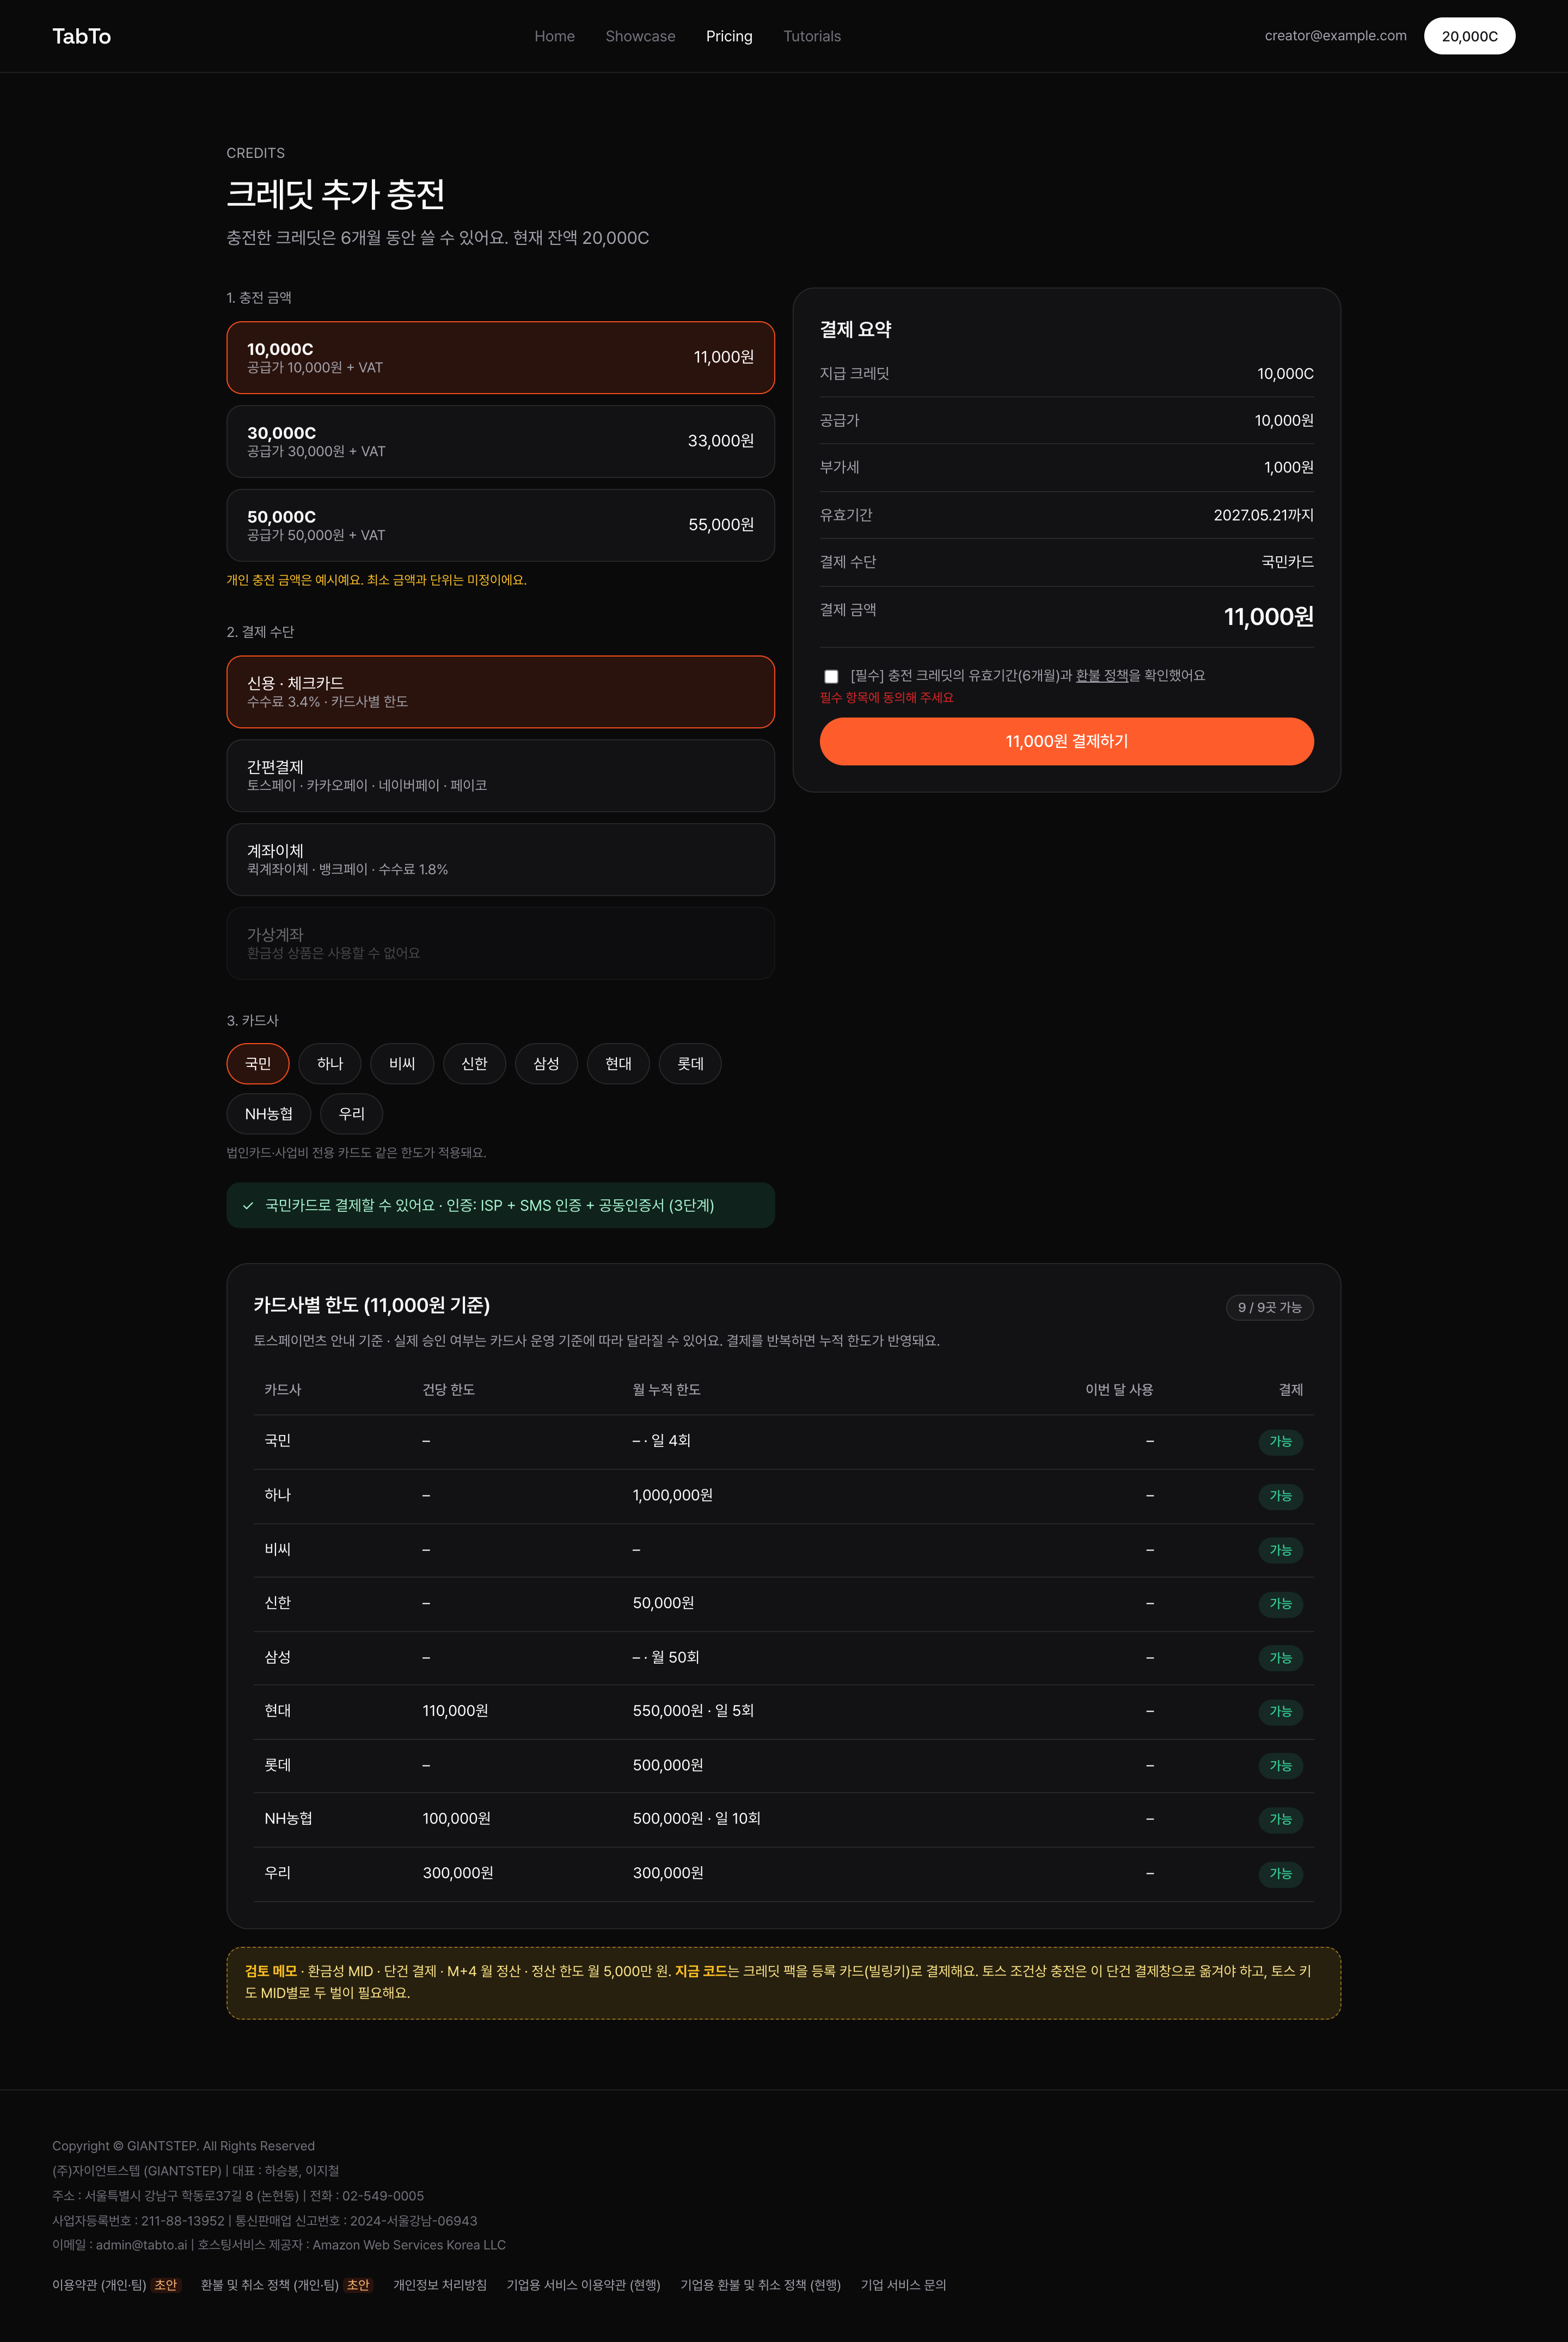 TabTo
Home
Showcase
Pricing
Tutorials
creator@example.com
20,000C
CREDITS
크레딧 추가 충전
충전한 크레딧은 6개월 동안 쓸 수 있어요. 현재 잔액 20,000C
1. 충전 금액
10,000C
공급가 10,000원 + VAT
11,000원
30,000C
공급가 30,000원 + VAT
33,000원
50,000C
공급가 50,000원 + VAT
55,000원
개인 충전 금액은 예시예요. 최소 금액과 단위는 미정이에요.
2. 결제 수단
신용 · 체크카드
수수료 3.4% · 카드사별 한도
간편결제
토스페이 · 카카오페이 · 네이버페이 · 페이코
계좌이체
퀵계좌이체 · 뱅크페이 · 수수료 1.8%
가상계좌
환금성 상품은 사용할 수 없어요
3. 카드사
국민
하나
비씨
신한
삼성
현대
롯데
NH농협
우리
법인카드·사업비 전용 카드도 같은 한도가 적용돼요.
✓ 국민카드로 결제할 수 있어요 · 인증: ISP + SMS 인증 + 공동인증서 (3단계)
결제 요약
지급 크레딧 10,000C
공급가 10,000원
부가세 1,000원
유효기간 2027.05.21까지
결제 수단 국민카드
결제 금액 11,000원
[필수] 충전 크레딧의 유효기간(6개월)과 환불 정책을 확인했어요
필수 항목에 동의해 주세요
11,000원 결제하기
카드사별 한도 (11,000원 기준)
9 / 9곳 가능
토스페이먼츠 안내 기준 · 실제 승인 여부는 카드사 운영 기준에 따라 달라질 수 있어요. 결제를 반복하면 누적 한도가 반영돼요.
카드사 건당 한도 월 누적 한도 이번 달 사용 결제
국민 – – · 일 4회 – 가능
하나 – 1,000,000원 – 가능
비씨 – – – 가능
신한 – 50,000원 – 가능
삼성 – – · 월 50회 – 가능
현대 110,000원 550,000원 · 일 5회 – 가능
롯데 – 500,000원 – 가능
NH농협 100,000원 500,000원 · 일 10회 – 가능
우리 300,000원 300,000원 – 가능
검토 메모 · 환금성 MID · 단건 결제 · M+4 월 정산 · 정산 한도 월 5,000만 원. 지금 코드는 크레딧 팩을 등록 카드(빌링키)로 결제해요. 토스 조건상 충전은 이 단건 결제창으로 옮겨야 하고, 토스 키
도 MID별로 두 벌이 필요해요.
Copyright © GIANTSTEP. All Rights Reserved
(주)자이언트스텝 (GIANTSTEP) | 대표 : 하승봉, 이지철
주소 : 서울특별시 강남구 학동로37길 8 (논현동) | 전화 : 02-549-0005
사업자등록번호 : 211-88-13952 | 통신판매업 신고번호 : 2024-서울강남-06943
이메일 : admin@tabto.ai | 호스팅서비스 제공자 : Amazon Web Services Korea LLC
이용약관 (개인·팀) 초안
환불 및 취소 정책 (개인·팀) 초안
개인정보 처리방침
기업용 서비스 이용약관 (현행)
기업용 환불 및 취소 정책 (현행)
기업 서비스 문의